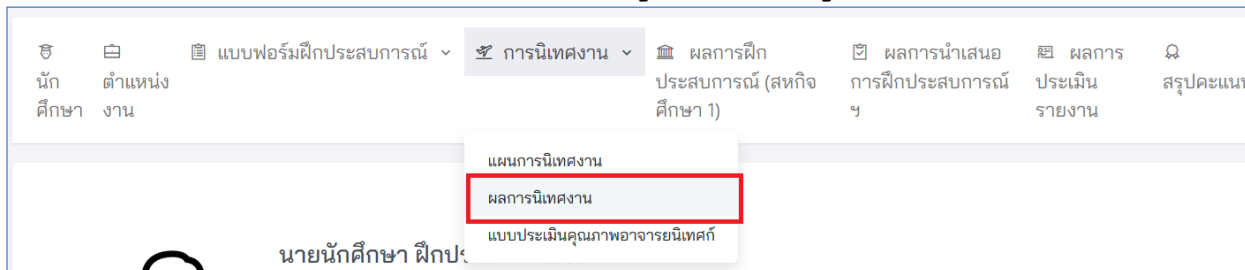 นัก
ศึกษา
ตำแหน่ง
งาน
แบบฟอร์มฝึกประสบการณ์
การนิเทศงาน
ผลการฝึก
ประสบการณ์ (สหกิจ
ศึกษา 1)
ผลการนำเสนอ
การฝึกประสบการณ์
ฯ
ผลการ
ประเมิน
รายงาน
สรุปคะแนน
แผนการนิเทศงาน
ผลการนิเทศงาน
แบบประเมินคุณภาพอาจารยนิเทศก์
นายนักศึกษา ฝึกประ